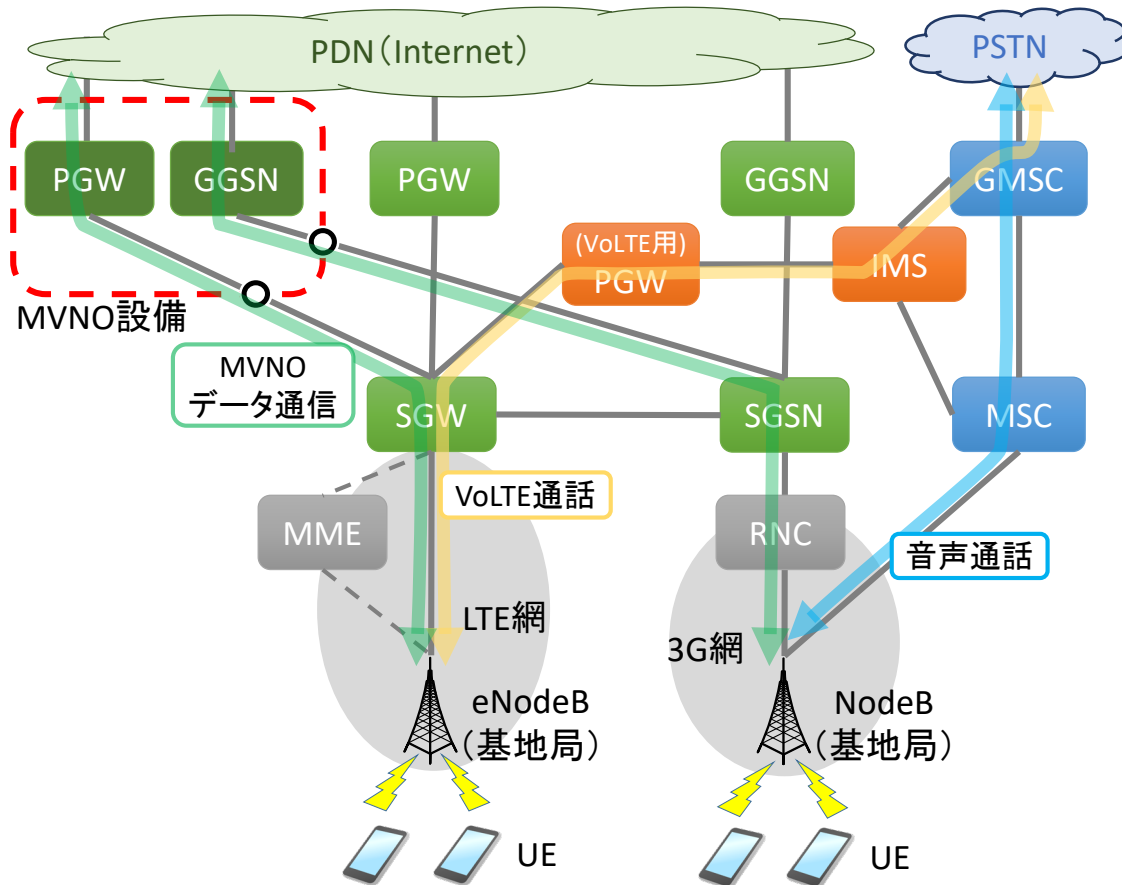 PDN(Internet)
PSTN
PGW
GGSN
PGW
GGSN
GMSC
(VoLTE用)
PGW
IMS
MVNO設備
MVNO
データ通信
SGW
SGSN
MSC
VoLTE通話
MME
RNC
音声通話
LTE網
3G網
eNodeB
（基地局）
NodeB
（基地局）
UE
UE